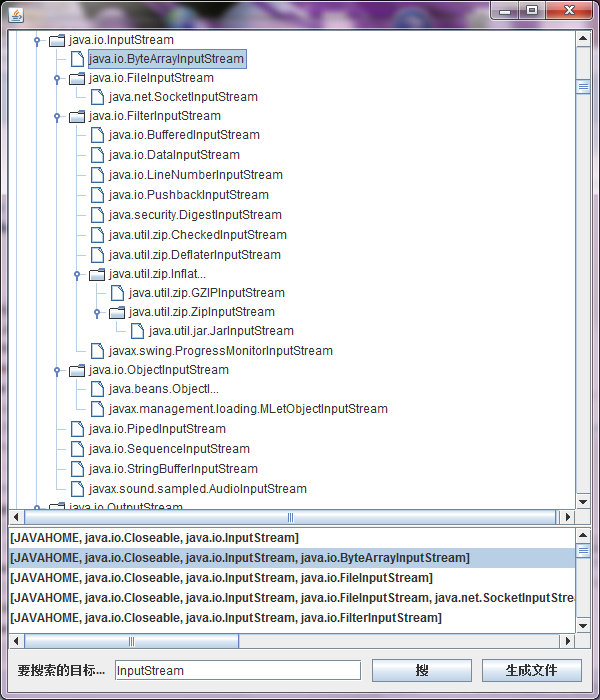 java.io.InputStream
java.io.ByteArrayInputStream
java.io.FileInputStream
java.net.SocketInputStream
java.io.FilterInputStream
java.io.BufferedInputStream
java.io.DataInputStream
java.io.LineNumberInputStream
java.io.PushbackInputStream
java.security.DigestInputStream
java.util.zip.CheckedInputStream
java.util.zip.DeflaterInputStream
java.util.zip.Inflat...
java.util.zip.GZIPInputStream
java.util.zip.ZipInputStream
java.util.jar.JarInputStream
javax.swing.ProgressMonitorInputStream
java.io.ObjectInputStream
java.beans.ObjectI...
javax.management.loading.MLetObjectInputStream
java.io.PipedInputStream
java.io.SequenceInputStream
java.io.StringBufferInputStream
javax.sound.sampled.AudioInputStream
java.io.OutputStream
[JAVAHOME, java.io.Closeable, java.io.InputStream]
[JAVAHOME, java.io.Closeable, java.io.InputStream, java.io.ByteArrayInputStream]
[JAVAHOME, java.io.Closeable, java.io.InputStream, java.io.FileInputStream]
[JAVAHOME, java.io.Closeable, java.io.InputStream, java.io.FileInputStream, java.net.SocketInputStrea
[JAVAHOME, java.io.Closeable, java.io.InputStream, java.io.FilterInputStream]
要搜索的目标... InputStream 搜 生成文件